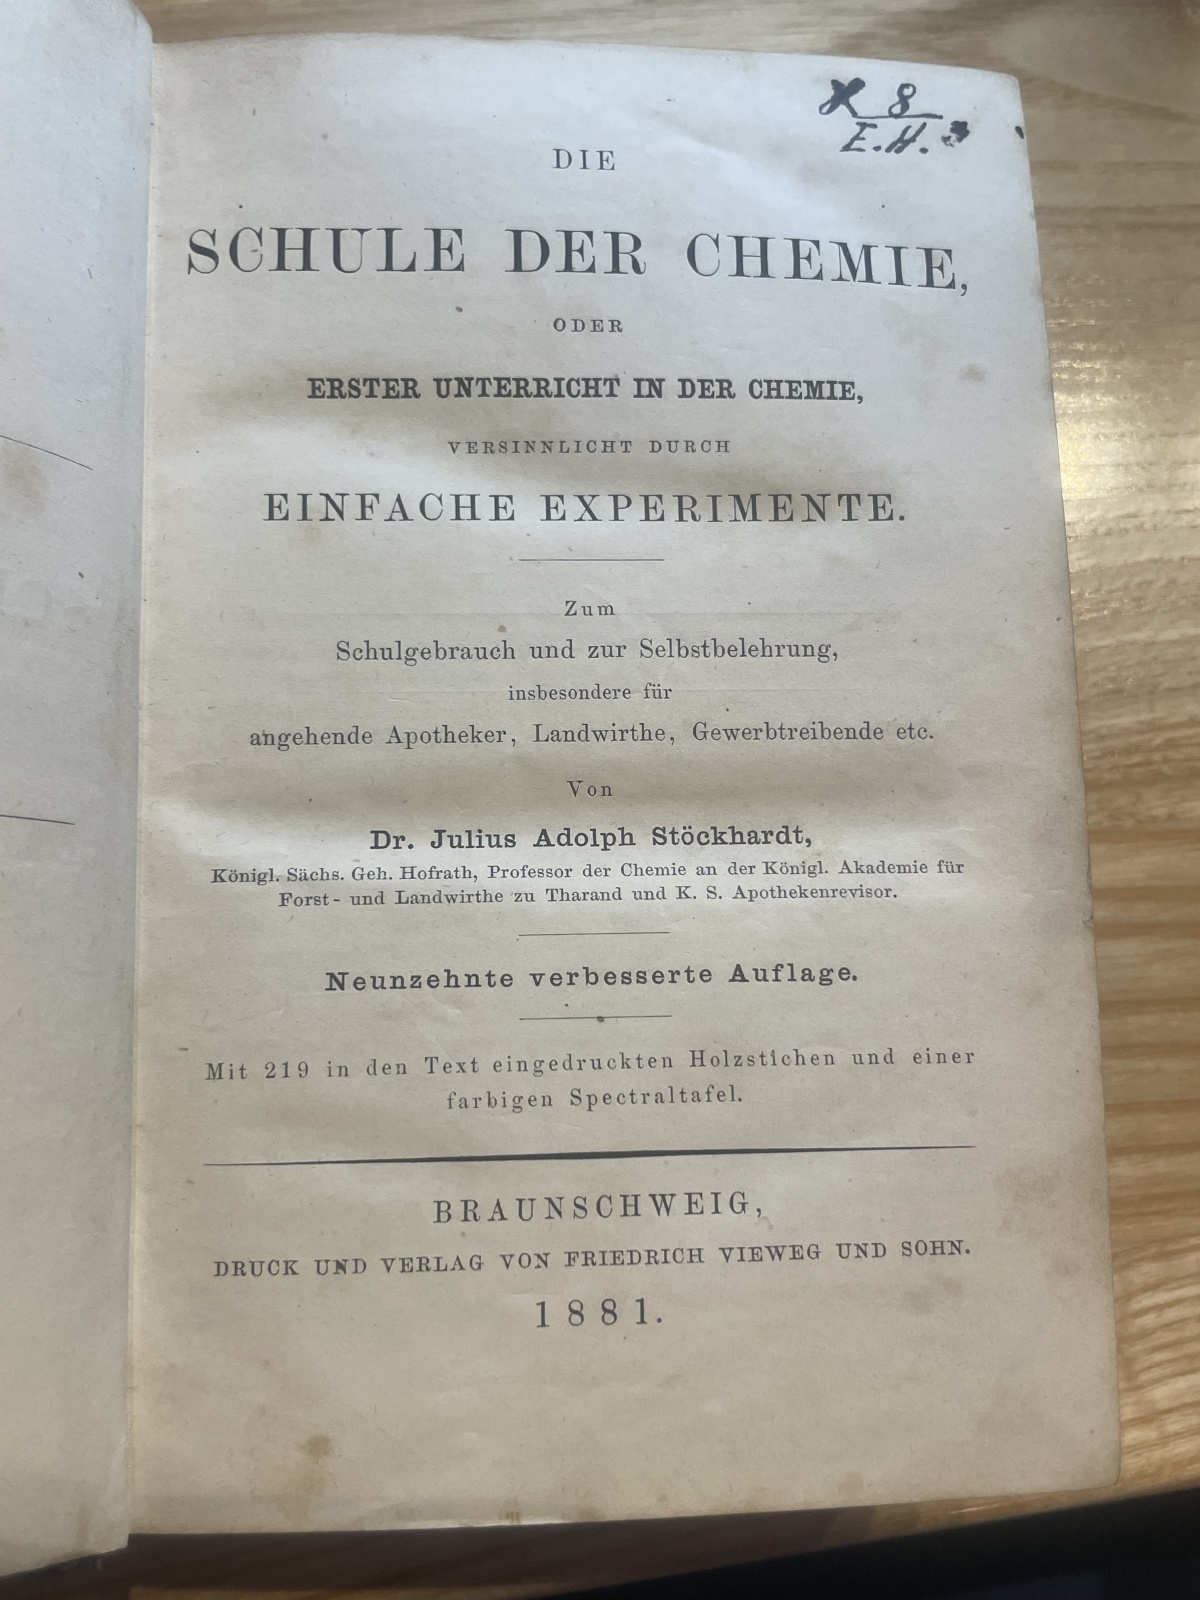 8
E.H.
DIE
SCHULE DER CHEMIE,
ODER
ERSTER UNTERRICHT IN DER CHEMIE,
VERSINNLICHT DURCH
EINFACHE EXPERIMENTE.
Zum
Schulgebrauch und zur Selbstbelehrung,
insbesondere für
angehende Apotheker, Landwirthe, Gewerbtreibende etc.
Von
Dr. Julius Adolph Stöckhardt,
Königl. Sächs. Geh. Hofrath, Professor der Chemie an der Königl. Akademie für
Forst- und Landwirthe zu Tharand und K. S. Apothekenrevisor.
Neunzehnte verbesserte Auflage.
Mit 219 in den Text eingedruckten Holzstichen und einer
farbigen Spectraltafel.
BRAUNSCHWEIG,
DRUCK UND VERLAG VON FRIEDRICH VIEWEG UND SOHN.
1881.